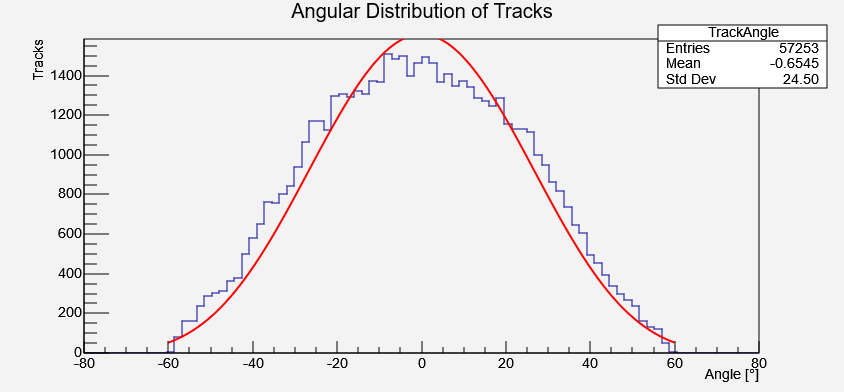 Angular Distribution of Tracks
TrackAngle
Entries 57253
Mean -0.6545
Std Dev 24.50
Tracks
1400
1200
1000
800
600
400
200
0
-80 -60 -40 -20 0 20 40 60 80
Angle [°]